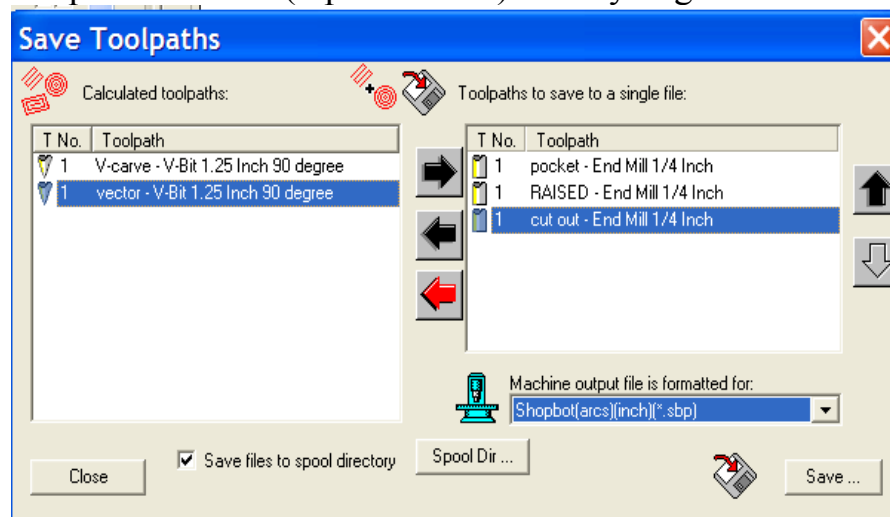 Save Toolpaths
Calculated toolpaths:
T No. Toolpath
1 V-carve - V-Bit 1.25 Inch 90 degree
1 vector - V-Bit 1.25 Inch 90 degree
Toolpaths to save to a single file:
T No. Toolpath
1 pocket - End Mill 1/4 Inch
1 RAISED - End Mill 1/4 Inch
1 cut out - End Mill 1/4 Inch
Machine output file is formatted for:
Shopbot(arcs)(inch)(*.sbp)
Close
Save files to spool directory
Spool Dir ...
Save ...